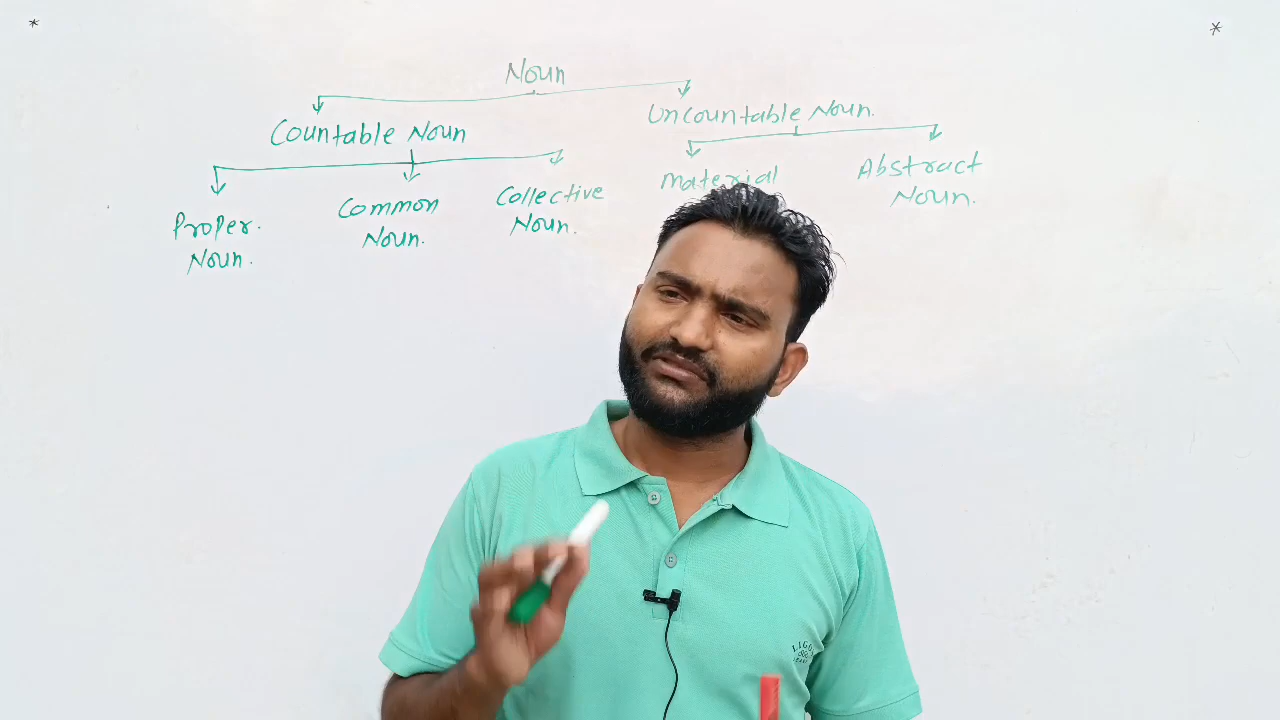 *
*
Noun
Countable Noun
Uncountable Noun.
Proper.
Noun.
Common
Noun.
Collective
Noun.
Material
Abstract
Noun.